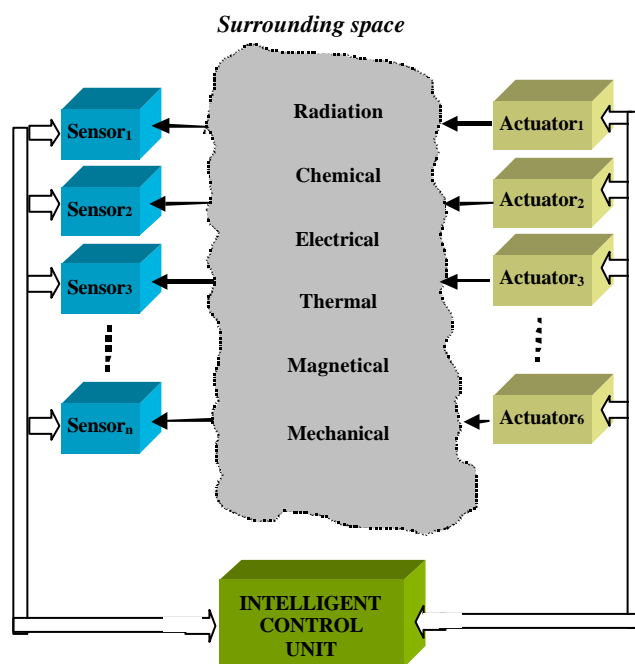 Surrounding space
Radiation
Chemical
Electrical
Thermal
Magnetical
Mechanical
Sensor₁
Sensor₂
Sensor₃
Sensorₙ
Actuator₁
Actuator₂
Actuator₃
Actuator₆
INTELLIGENT
CONTROL
UNIT